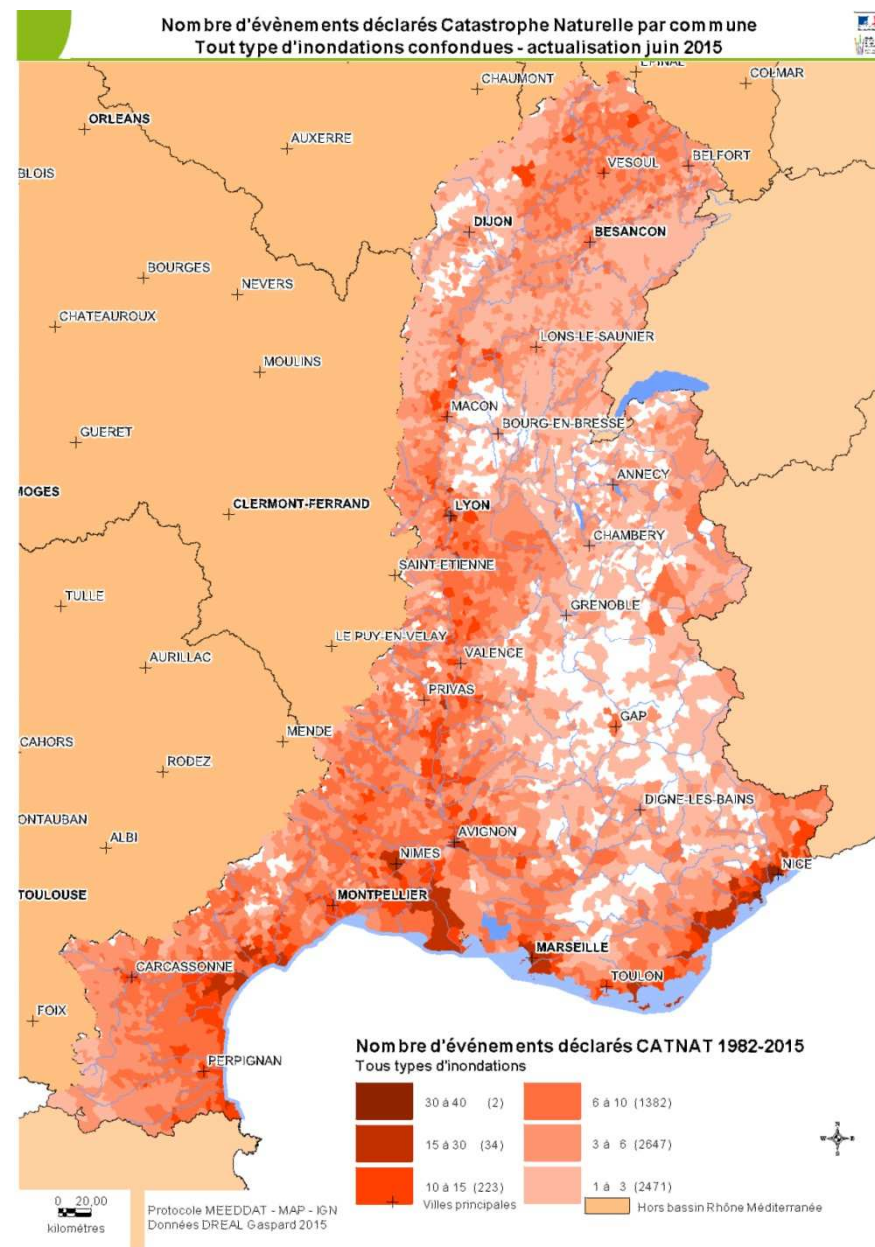 Nombre d'évènements déclarés Catastrophe Naturelle par commune
Tout type d'inondations confondues - actualisation juin 2015
EPINAL
CHAUMONT
COLMAR
ORLEANS
AUXERRE
VESOUL
BELFORT
BLOIS
DIJON
BESANCON
BOURGES
NEVERS
CHATEAUROUX
LONS-LE-SAUNIER
MOULINS
MACON
BOURG-EN-BRESSE
GUERET
ANNECY
MOGES
CLERMONT-FERRAND
LYON
CHAMBERY
SAINT-ETIENNE
TULLE
GRENOBLE
LE PUY-EN-VELAY
AURILLAC
VALENCE
PRIVAS
GAP
CAHORS
MENDE
RODEZ
DIGNE-LES-BAINS
ONTAUBAN
ALBI
AVIGNON
NIMES
NICE
TOULOUSE
MONTPELLIER
MARSEILLE
CARCASSONNE
TOULON
FOIX
PERPIGNAN
Nombre d'événements déclarés CATNAT 1982-2015
Tous types d'inondations
30 à 40 (2)
6 à 10 (1382)
15 à 30 (34)
3 à 6 (2647)
10 à 15 (223)
1 à 3 (2471)
Villes principales
Hors bassin Rhône Méditerranée
N
W
E
S
0 20,00
kilomètres
Protocole MEEDDAT - MAP - IGN
Données DREAL Gaspard 2015